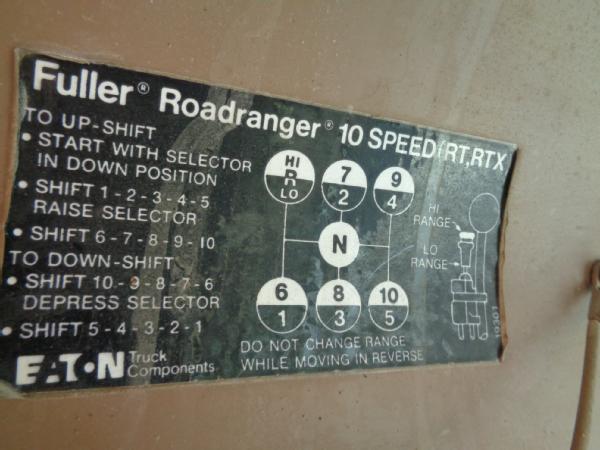 Fuller® Roadranger® 10 SPEED (RT, RTX
TO UP-SHIFT
• START WITH SELECTOR
IN DOWN POSITION
• SHIFT 1-2-3-4-5
RAISE SELECTOR
• SHIFT 6-7-8-9-10
TO DOWN-SHIFT
• SHIFT 10-9-8-7-6
DEPRESS SELECTOR
• SHIFT 5-4-3-2-1
EATON Truck
Components
HI
R
LO
7
2
9
4
N
6
1
8
3
10
5
DO NOT CHANGE RANGE
WHILE MOVING IN REVERSE
HI
RANGE
LO
RANGE
19307